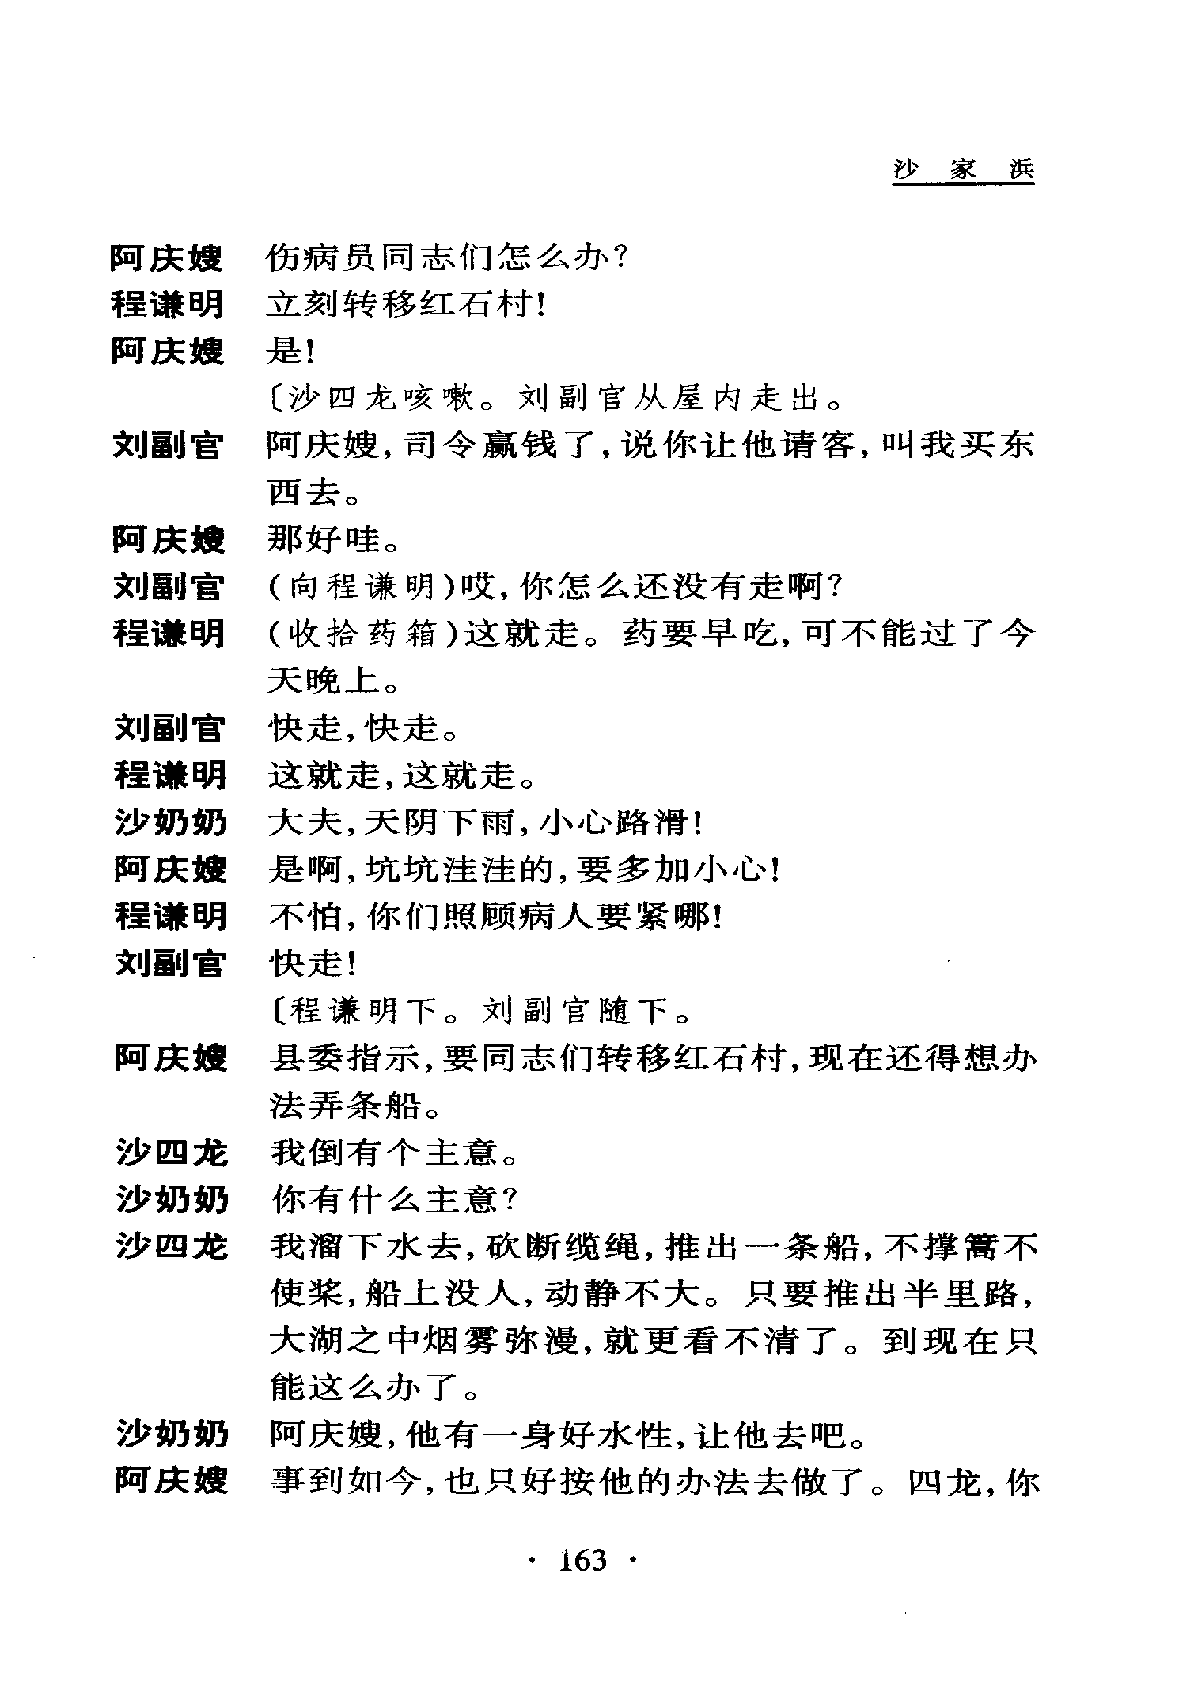 沙家浜
阿庆嫂 伤病员同志们怎么办?
程谦明 立刻转移红石村!
阿庆嫂 是!
〔沙四龙咳嗽。刘副官从屋内走出。
刘副官 阿庆嫂,司令赢钱了,说你让他请客,叫我买东
西去。
阿庆嫂 那好哇。
刘副官 (向程谦明)哎,你怎么还没有走啊?
程谦明 (收拾药箱)这就走。药要早吃,可不能过了今
天晚上。
刘副官 快走,快走。
程谦明 这就走,这就走。
沙奶奶 大夫,天阴下雨,小心路滑!
阿庆嫂 是啊,坑坑洼洼的,要多加小心!
程谦明 不怕,你们照顾病人要紧哪!
刘副官 快走!
〔程谦明下。刘副官随下。
阿庆嫂 县委指示,要同志们转移红石村,现在还得想办
法弄条船。
沙四龙 我倒有个主意。
沙奶奶 你有什么主意?
沙四龙 我溜下水去,砍断缆绳,推出一条船,不撑篙不
使桨,船上没人,动静不大。只要推出半里路,
大湖之中烟雾弥漫,就更看不清了。到现在只
能这么办了。
沙奶奶 阿庆嫂,他有一身好水性,让他去吧。
阿庆嫂 事到如今,也只好按他的办法去做了。四龙,你
· 163 ·